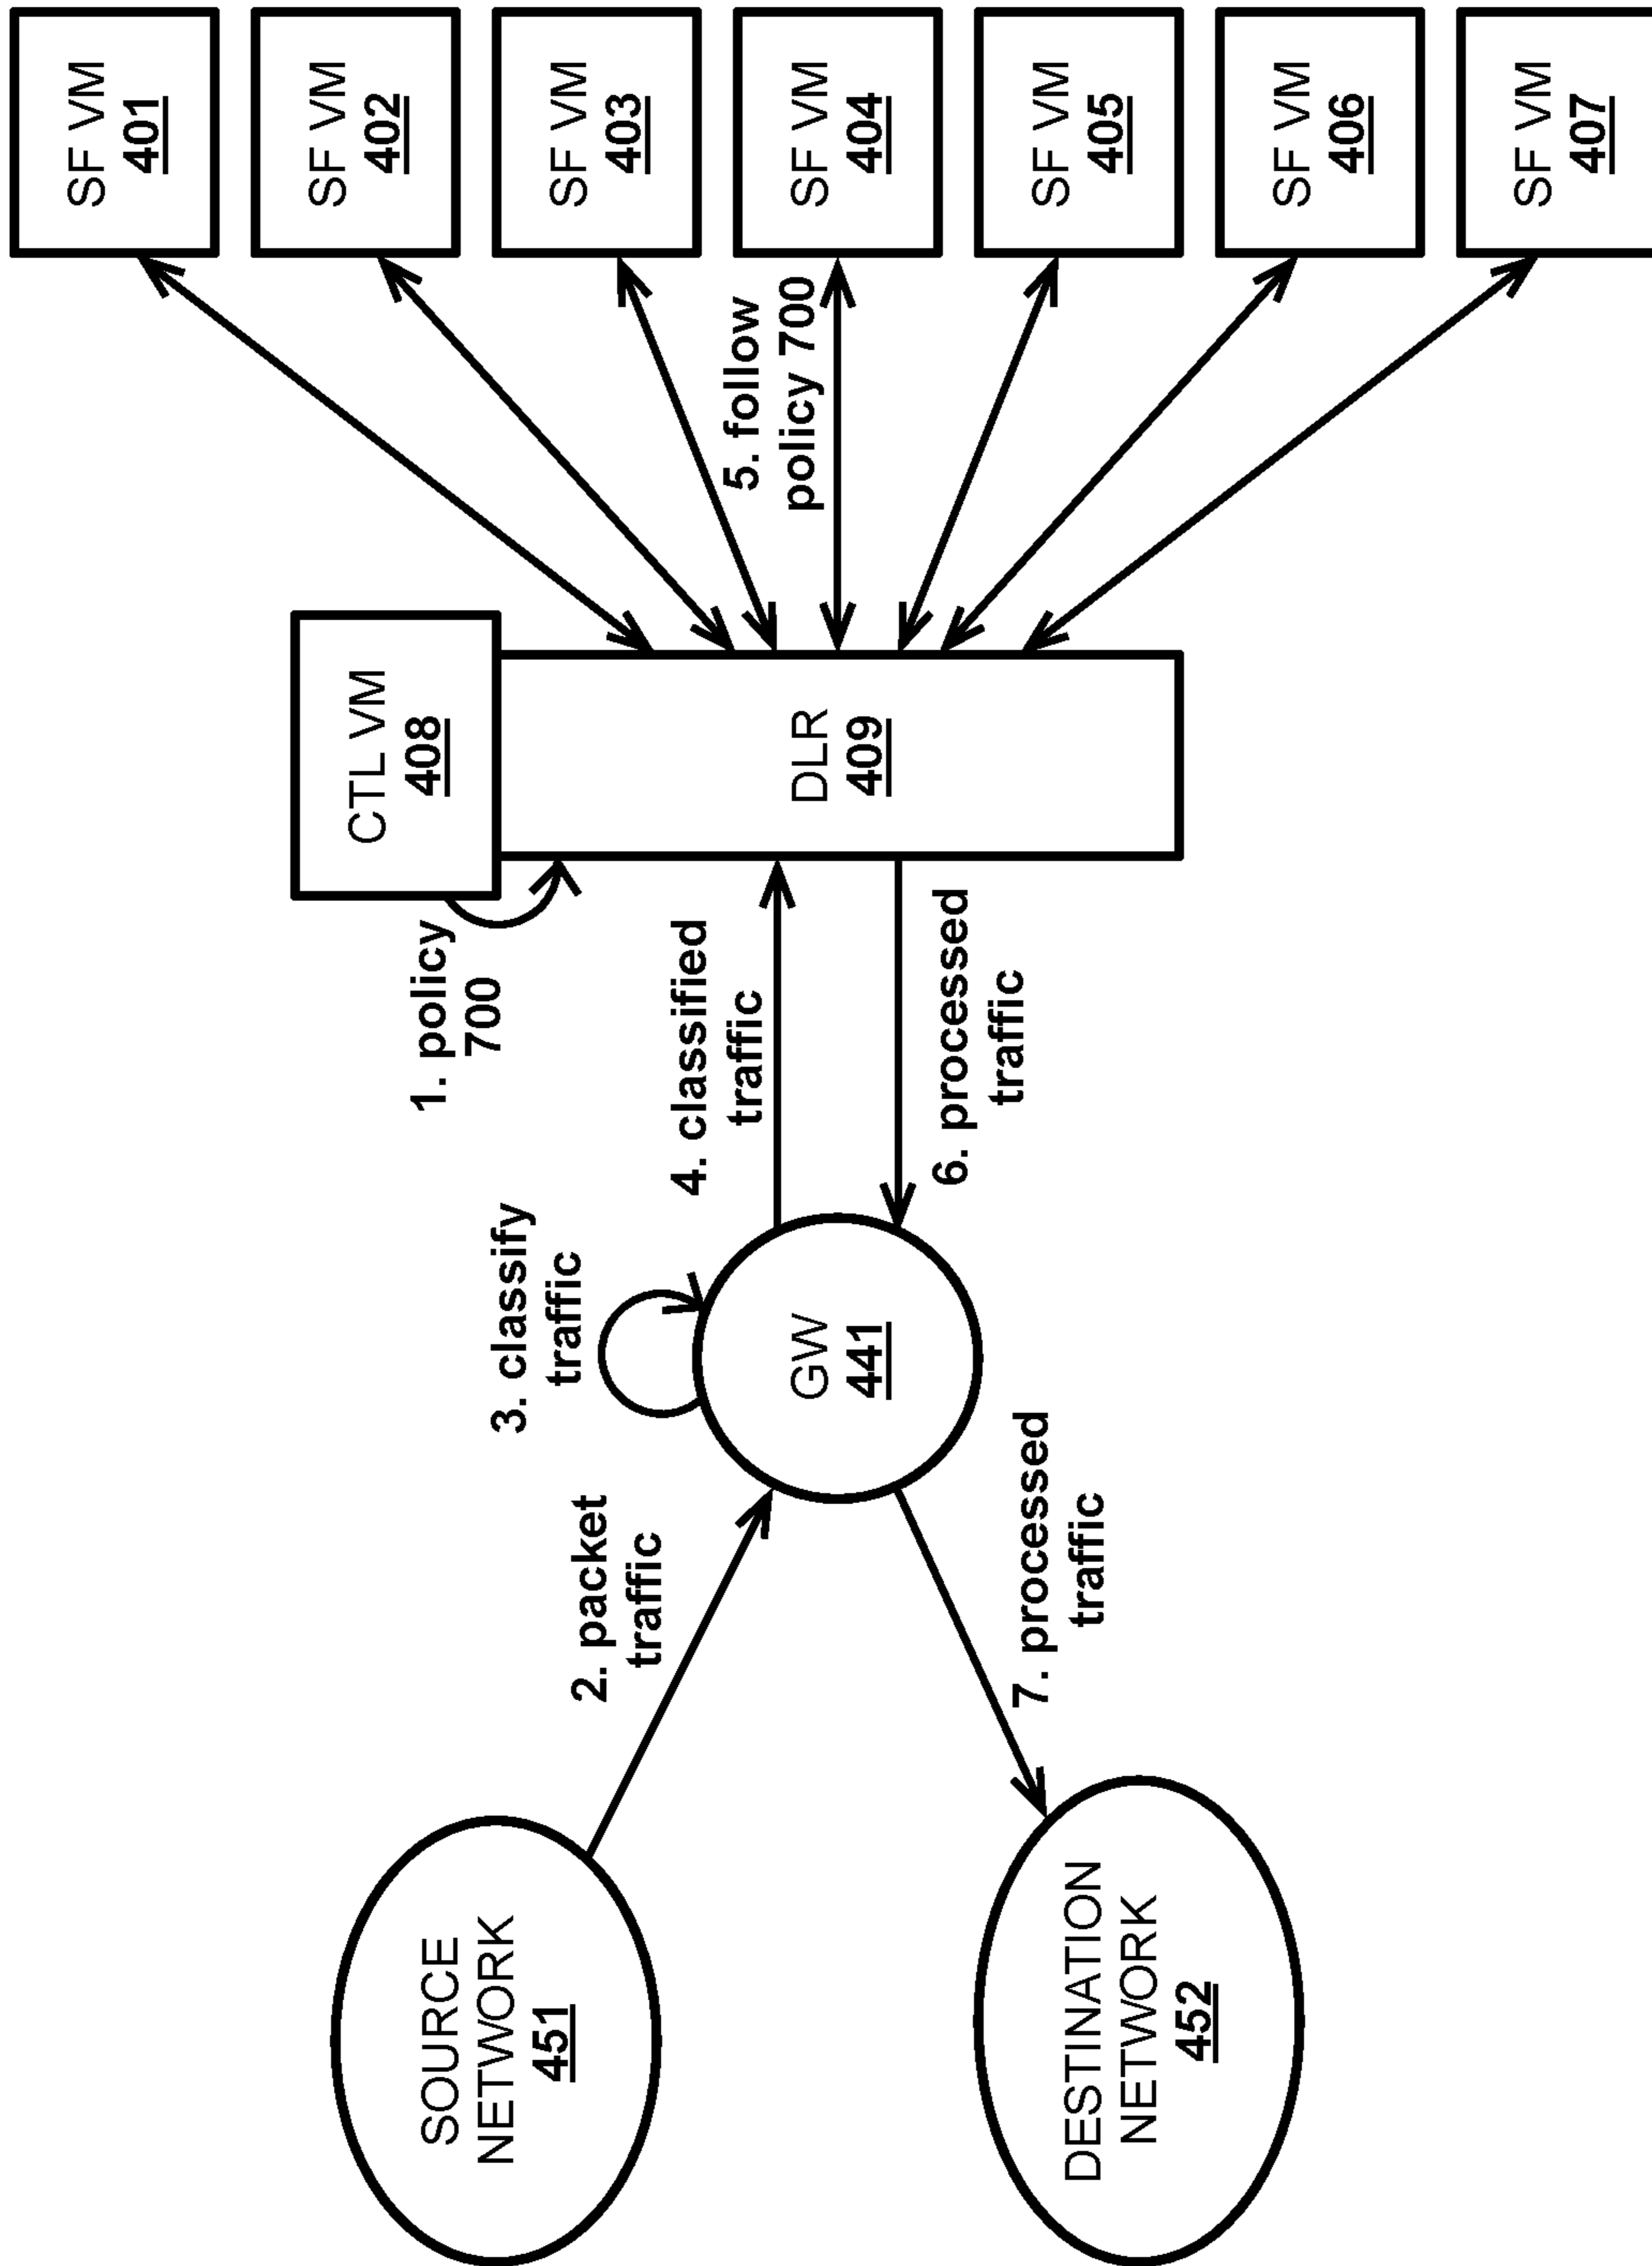 SF VM
401
SF VM
402
SF VM
403
SF VM
404
SF VM
405
SF VM
406
SF VM
407
CTL VM
408
DLR
409
1. policy
700
5. follow
policy 700
3. classify
traffic
4. classified
traffic
6. processed
traffic
GW
441
2. packet
traffic
7. processed
traffic
SOURCE
NETWORK
451
DESTINATION
NETWORK
452